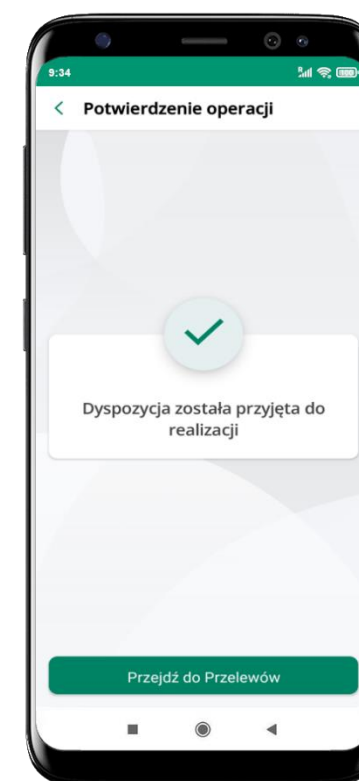 9:34
Potwierdzenie operacji
Dyspozycja została przyjęta do
realizacji
Przejdź do Przelewów